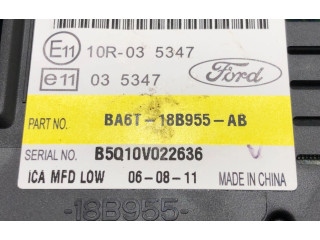 E11 10R-03 5347
e11 03 5347
Ford
PART NO. BA6T-18B955-AB
SERIAL NO. B5Q10V022636
ICA MFD LOW 06-08-11 MADE IN CHINA
-18B955-